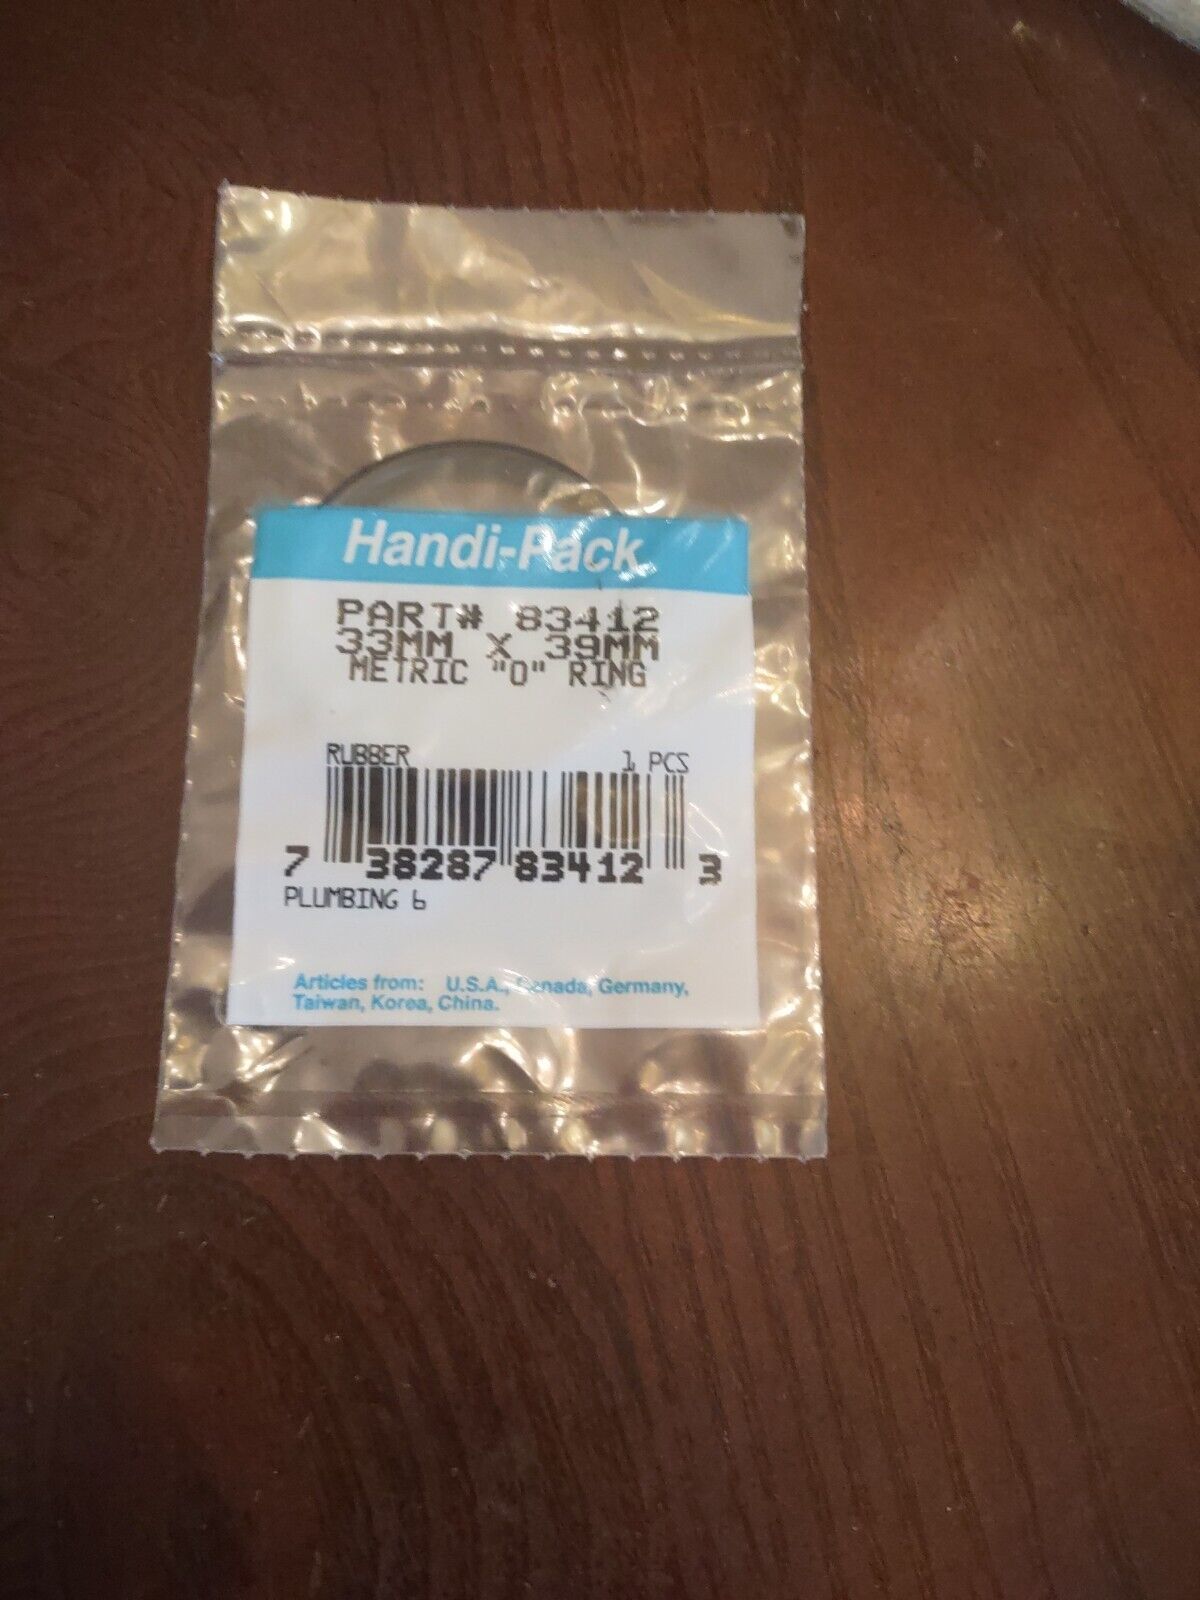 Handi-Pack
PART# 83412
33MM X 39MM
METRIC "O" RING
RUBBER 1 PCS
7 38287 83412 3
PLUMBING 6
Articles from: U.S.A., Canada, Germany,
Taiwan, Korea, China.